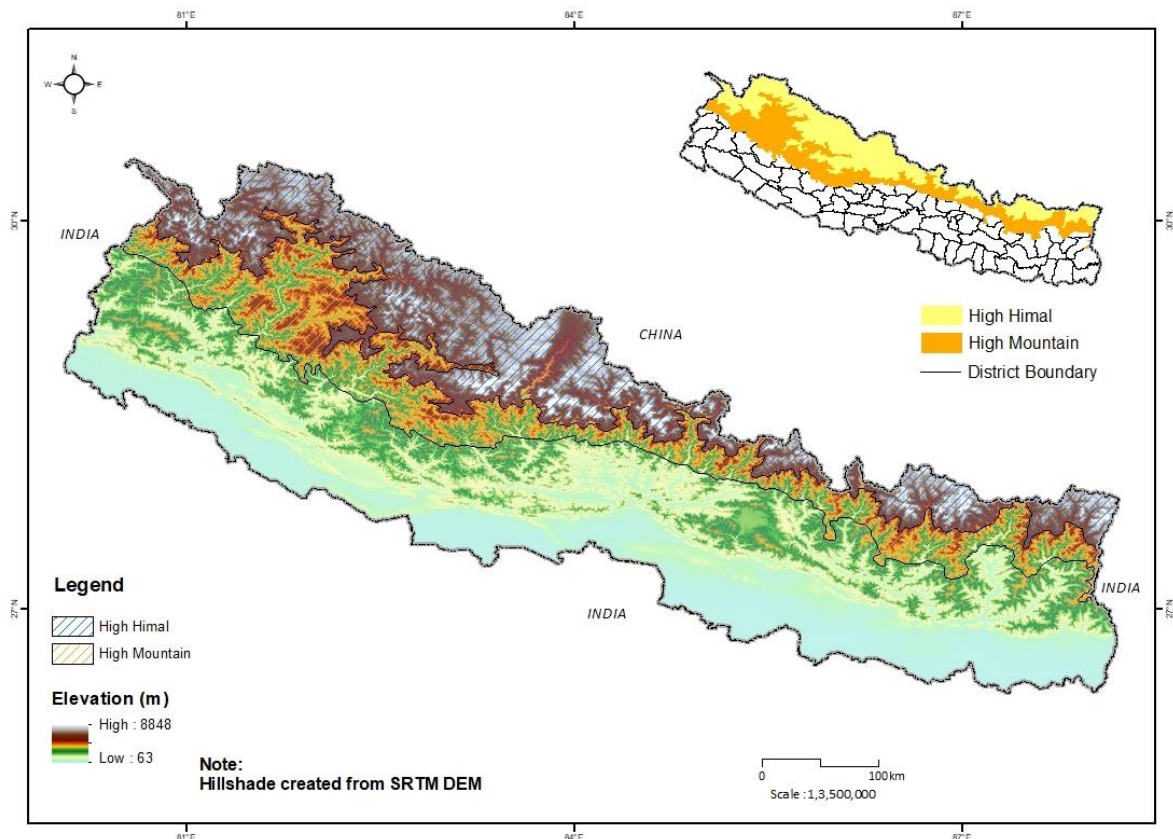 81°E
84°E
87°E
N
W E
S
30°N
30°N
INDIA
CHINA
High Himal
High Mountain
District Boundary
Legend
High Himal
High Mountain
Elevation (m)
High : 8848
Low : 63
INDIA
INDIA
27°N
27°N
Note:
Hillshade created from SRTM DEM
0 100 km
Scale : 1,3,500,000
81°E
84°E
87°E